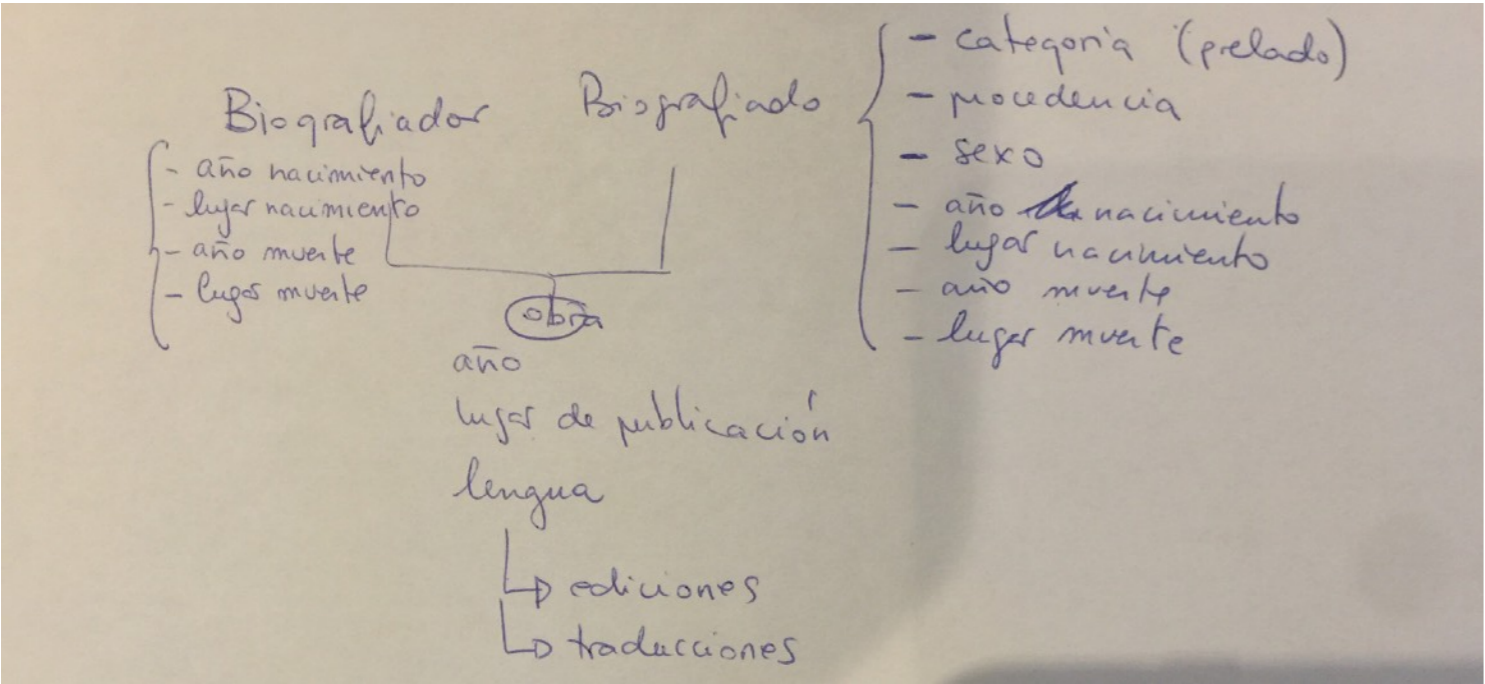 Biografiador
- año nacimiento
- lugar nacimiento
- año muerte
- lugar muerte
Biografiado
- categoría (prelado)
- procedencia
- sexo
- año nacimiento
- lugar nacimiento
- año muerte
- lugar muerte
obra
año
lugar de publicación
lengua
ediciones
traducciones